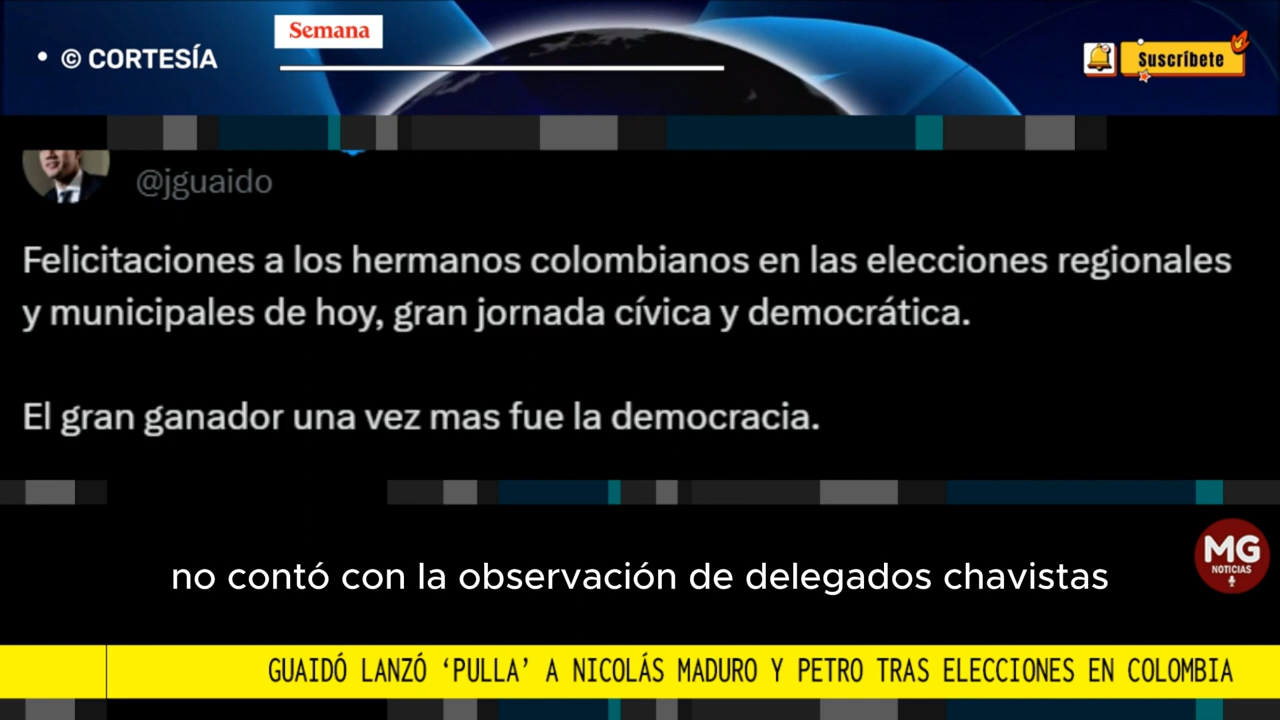 • © CORTESÍA
Semana
Suscríbete
@jguaido
Felicitaciones a los hermanos colombianos en las elecciones regionales
y municipales de hoy, gran jornada cívica y democrática.
El gran ganador una vez mas fue la democracia.
MG
NOTICIAS
no contó con la observación de delegados chavistas
GUAIDÓ LANZÓ ‘PULLA’ A NICOLÁS MADURO Y PETRO TRAS ELECCIONES EN COLOMBIA